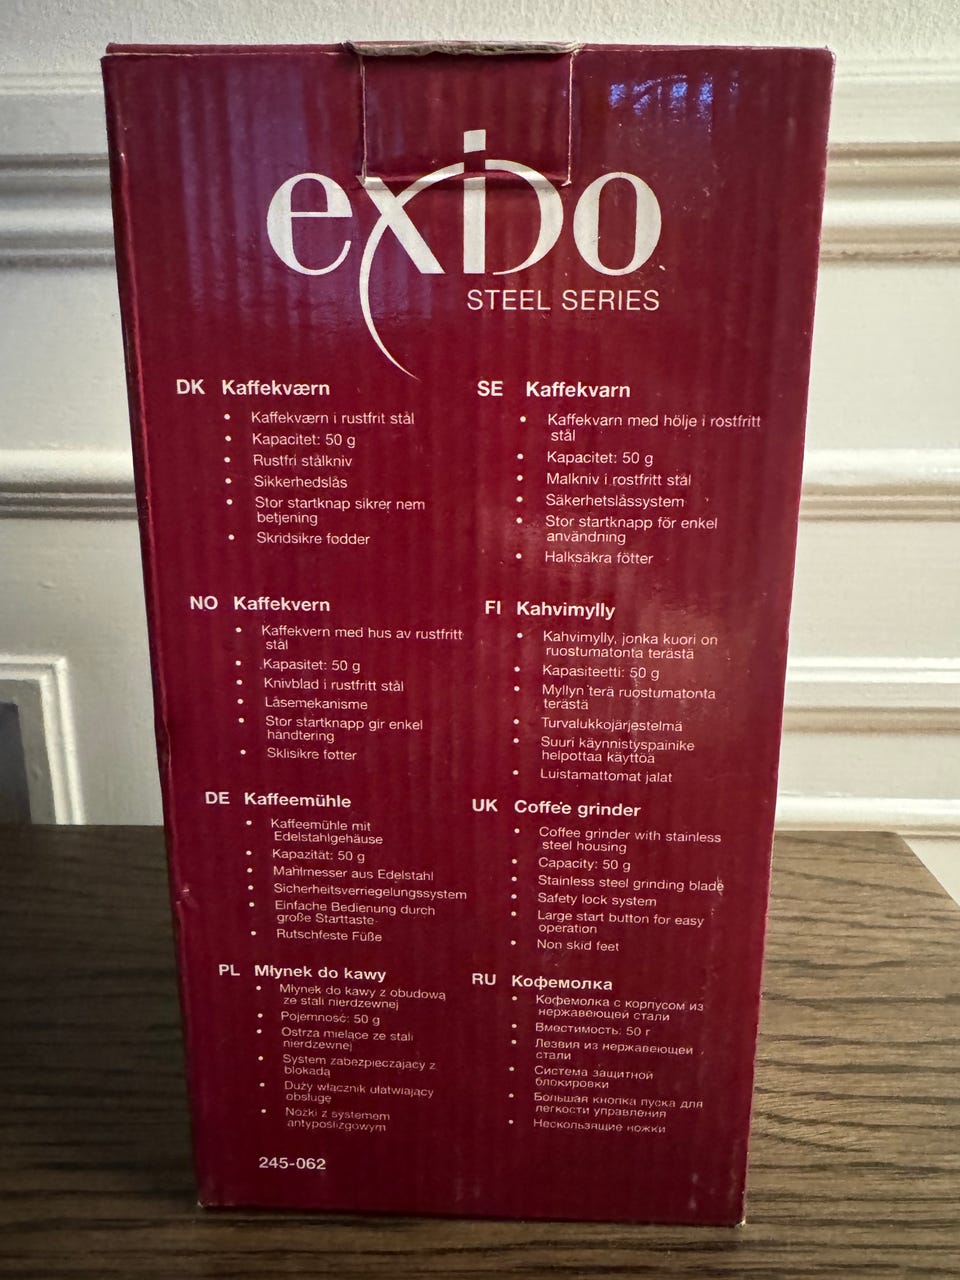 exido
STEEL SERIES
DK Kaffekværn
• Kaffekværn i rustfrit stål
• Kapacitet: 50 g
• Rustfri stålkniv
• Sikkerhedslås
• Stor startknap sikrer nem
betjening
• Skridsikre fødder
SE Kaffekvarn
• Kaffekvarn med hölje i rostfritt
stål
• Kapacitet: 50 g
• Malkniv i rostfritt stål
• Säkerhetslåssystem
• Stor startknapp för enkel
användning
• Halksäkra fötter
NO Kaffekvern
• Kaffekvern med hus av rustfritt
stål
• Kapasitet: 50 g
• Knivblad i rustfritt stål
• Låsemekanisme
• Stor startknapp gir enkel
håndtering
• Sklisikre føtter
FI Kahvimylly
• Kahvimylly, jonka kuori on
ruostumatonta terästä
• Kapasiteetti: 50 g
• Myllyn terä ruostumatonta
terästä
• Turvalukkojärjestelmä
• Suuri käynnistyspainike
helpottaa käyttöä
• Luistamattomat jalat
DE Kaffeemühle
• Kaffeemühle mit
Edelstahlgehäuse
• Kapazität: 50 g
• Mahlmesser aus Edelstahl
• Sicherheitsverriegelungssystem
• Einfache Bedienung durch
große Starttaste
• Rutschfeste Füße
UK Coffee grinder
• Coffee grinder with stainless
steel housing
• Capacity: 50 g
• Stainless steel grinding blade
• Safety lock system
• Large start button for easy
operation
• Non skid feet
PL Młynek do kawy
• Młynek do kawy z obudową
ze stali nierdzewnej
• Pojemność: 50 g
• Ostrza mielące ze stali
nierdzewnej
• System zabezpieczający z
blokadą
• Duży włącznik ułatwiający
obsługę
• Nóżki z systemem
antypoślizgowym
RU Кофемолка
• Кофемолка с корпусом из
нержавеющей стали
• Вместимость: 50 г
• Лезвия из нержавеющей
стали
• Система защитной
блокировки
• Большая кнопка пуска для
легкости управления
• Нескользящие ножки
245-062